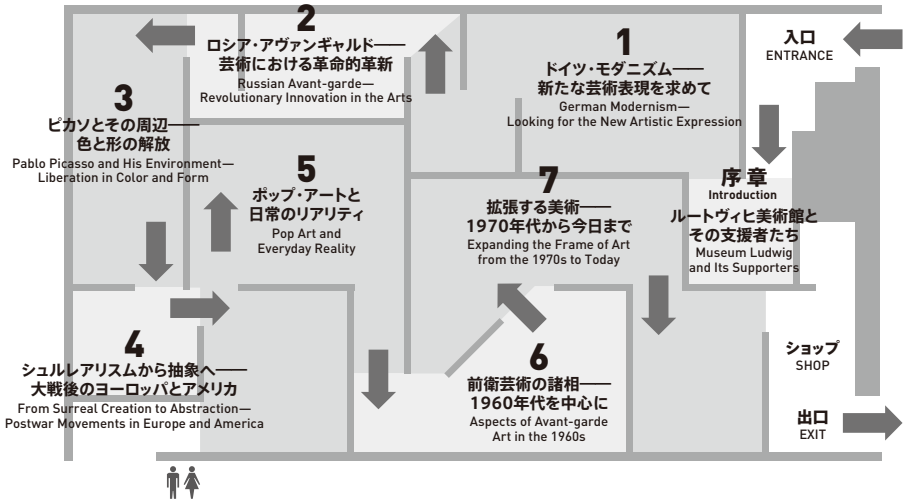 入口
ENTRANCE
序章
Introduction
ルートヴィヒ美術館と
その支援者たち
Museum Ludwig
and Its Supporters
1
ドイツ・モダニズム——
新たな芸術表現を求めて
German Modernism—
Looking for the New Artistic Expression
2
ロシア・アヴァンギャルド——
芸術における革命的革新
Russian Avant-garde—
Revolutionary Innovation in the Arts
3
ピカソとその周辺——
色と形の解放
Pablo Picasso and His Environment—
Liberation in Color and Form
4
シュルレアリスムから抽象へ——
大戦後のヨーロッパとアメリカ
From Surreal Creation to Abstraction—
Postwar Movements in Europe and America
5
ポップ・アートと
日常のリアリティ
Pop Art and
Everyday Reality
6
前衛芸術の諸相——
1960年代を中心に
Aspects of Avant-garde
Art in the 1960s
7
拡張する美術——
1970年代から今日まで
Expanding the Frame of Art
from the 1970s to Today
ショップ
SHOP
出口
EXIT